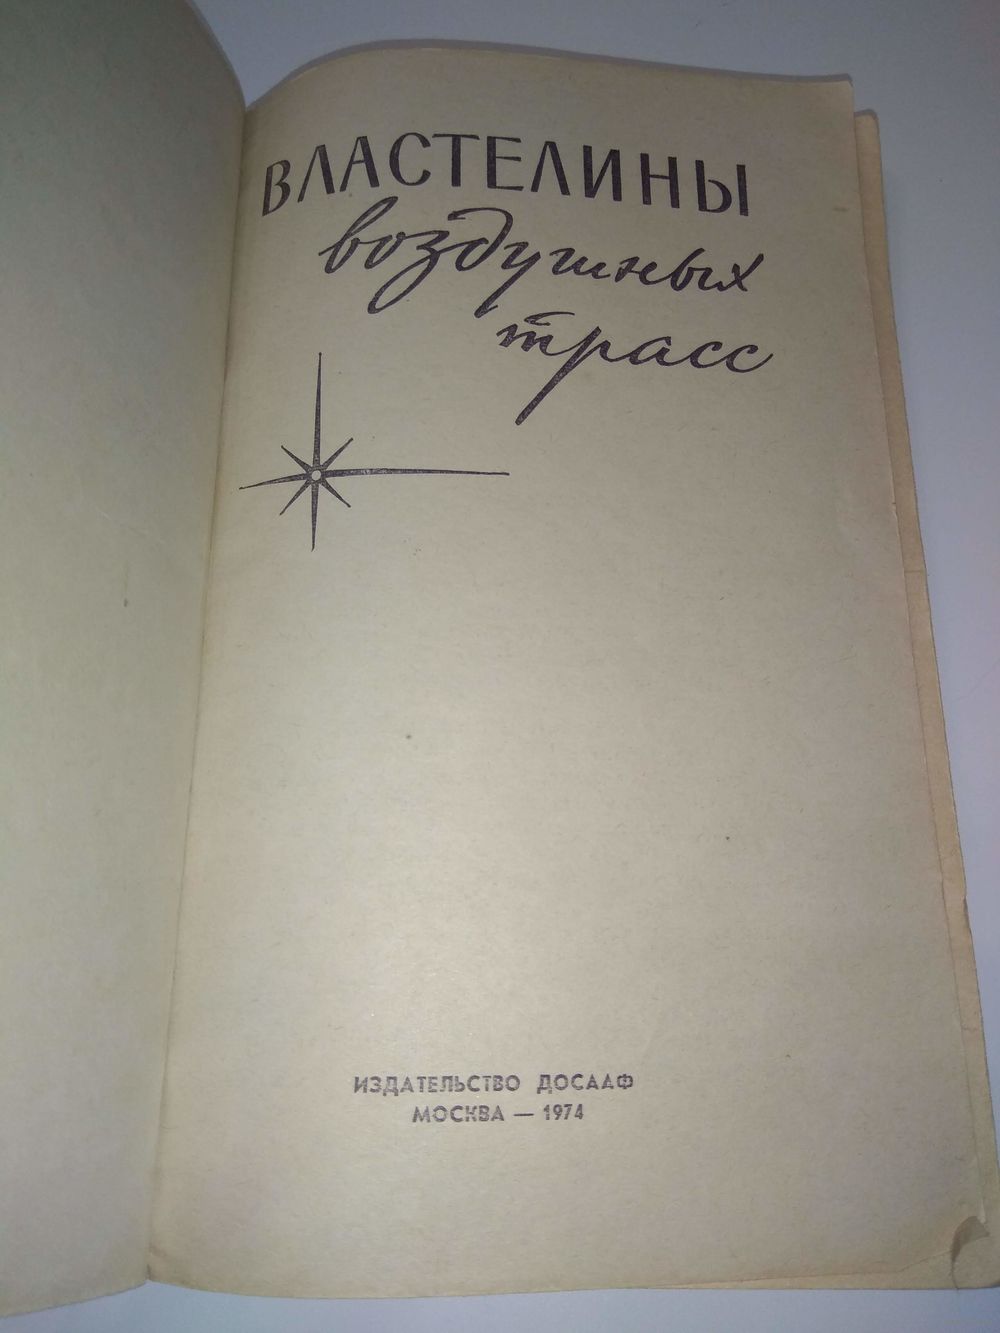 ВЛАСТЕЛИНЫ
воздушных
трасс
ИЗДАТЕЛЬСТВО ДОСААФ
МОСКВА — 1974